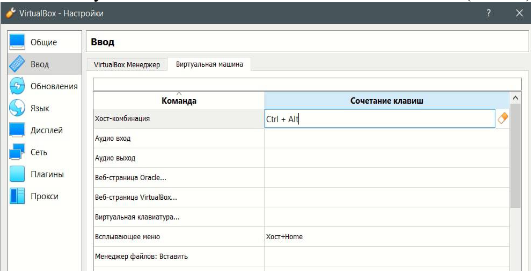 VirtualBox - Настройки
Общие
Ввод
Обновления
Язык
Дисплей
Сеть
Плагины
Прокси
Ввод
VirtualBox Менеджер Виртуальная машина
Команда Сочетание клавиш
Хост-комбинация Ctrl + Alt
Аудио вход
Аудио выход
Веб-страница Oracle...
Веб-страница VirtualBox...
Виртуальная клавиатура...
Всплывающее меню Хост+Home
Менеджер файлов: Вставить